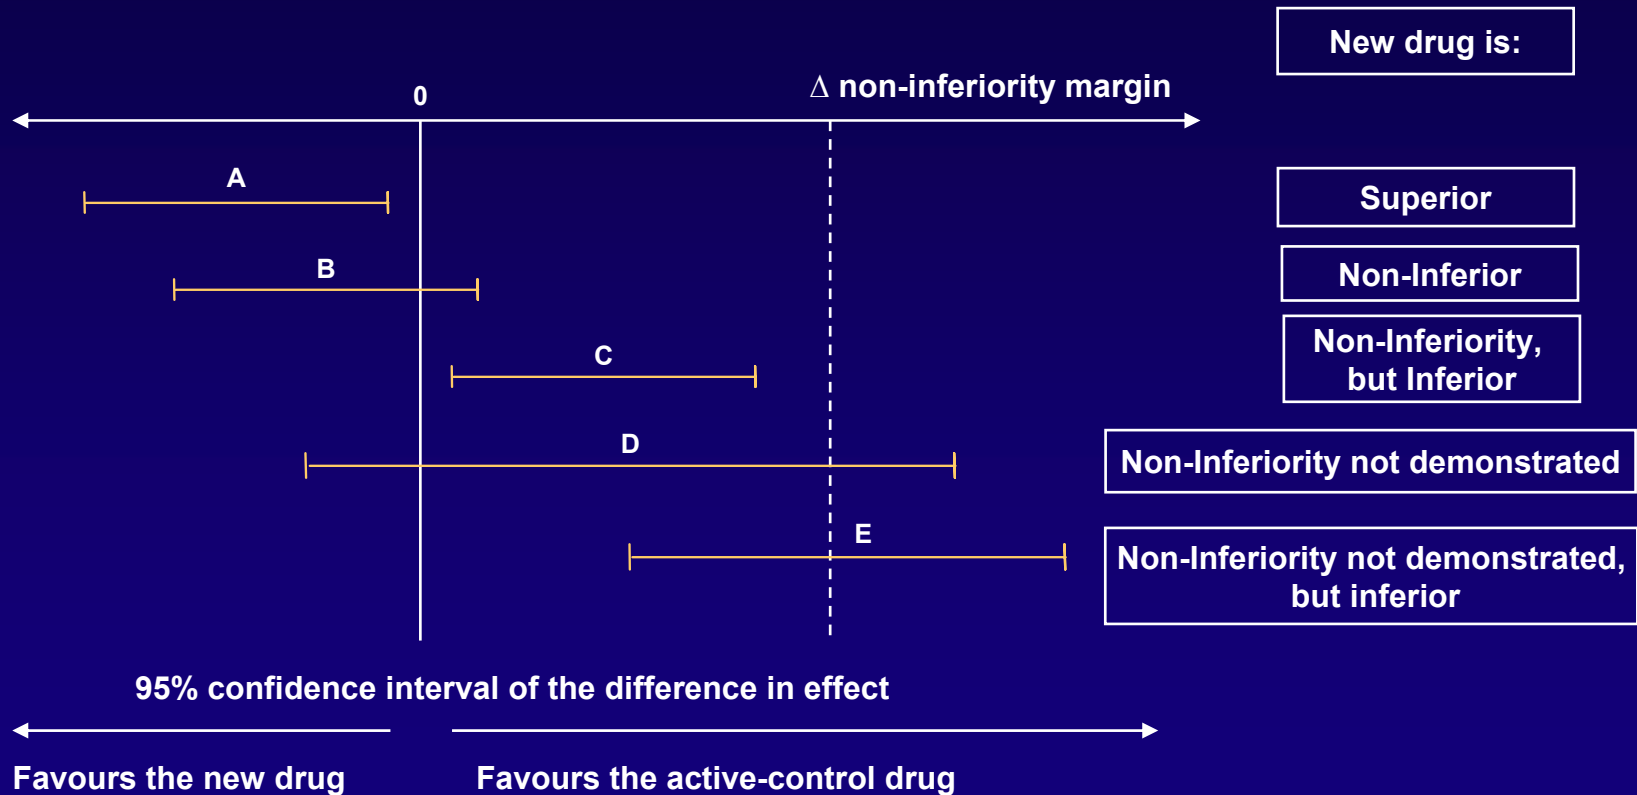 New drug is:
0
Δ non-inferiority margin
A
Superior
B
Non-Inferior
C
Non-Inferiority,
but Inferior
D
Non-Inferiority not demonstrated
E
Non-Inferiority not demonstrated,
but inferior
95% confidence interval of the difference in effect
Favours the new drug
Favours the active-control drug